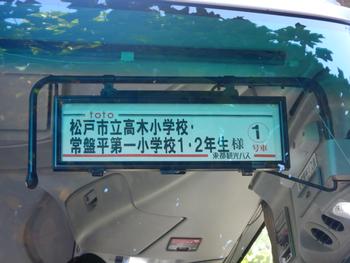 toto
松戸市立高木小学校・
常盤平第一小学校1・2年生様
1
号車
東都観光バス